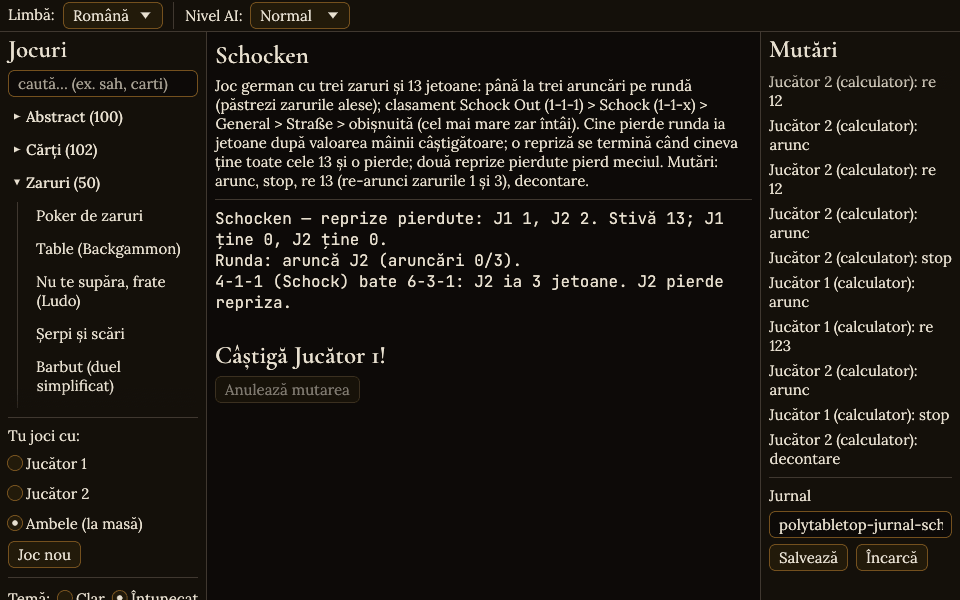 Limbă: Română ▼ Nivel AI: Normal ▼
Jocuri
caută... (ex. sah, carti)
▸ Abstract (100)
▸ Cărți (102)
▾ Zaruri (50)
Poker de zaruri
Table (Backgammon)
Nu te supăra, frate
(Ludo)
Șerpi și scări
Barbut (duel
simplificat)
Tu joci cu:
Jucător 1
Jucător 2
Ambele (la masă)
Joc nou
Temă: Clar Întunecat
Schocken
Joc german cu trei zaruri și 13 jetoane: până la trei aruncări pe rundă
(păstrezi zarurile alese); clasament Schock Out (1-1-1) > Schock (1-1-x) >
General > Straße > obișnuită (cel mai mare zar întâi). Cine pierde runda ia
jetoane după valoarea mâinii câștigătoare; o repriză se termină când cineva
ține toate cele 13 și o pierde; două reprize pierdute pierd meciul. Mutări:
arunc, stop, re 13 (re-arunci zarurile 1 și 3), decontare.
Schocken — reprize pierdute: J1 1, J2 2. Stivă 13; J1
ține 0, J2 ține 0.
Runda: aruncă J2 (aruncări 0/3).
4-1-1 (Schock) bate 6-3-1: J2 ia 3 jetoane. J2 pierde
repriza.
Câștigă Jucător 1!
Anulează mutarea
Mutări
Jucător 2 (calculator): re
12
Jucător 2 (calculator):
arunc
Jucător 2 (calculator): re
12
Jucător 2 (calculator):
arunc
Jucător 2 (calculator): stop
Jucător 1 (calculator):
arunc
Jucător 1 (calculator): re
123
Jucător 2 (calculator):
arunc
Jucător 1 (calculator): stop
Jucător 2 (calculator):
decontare
Jurnal
polytabletop-jurnal-sch
Salvează Încarcă